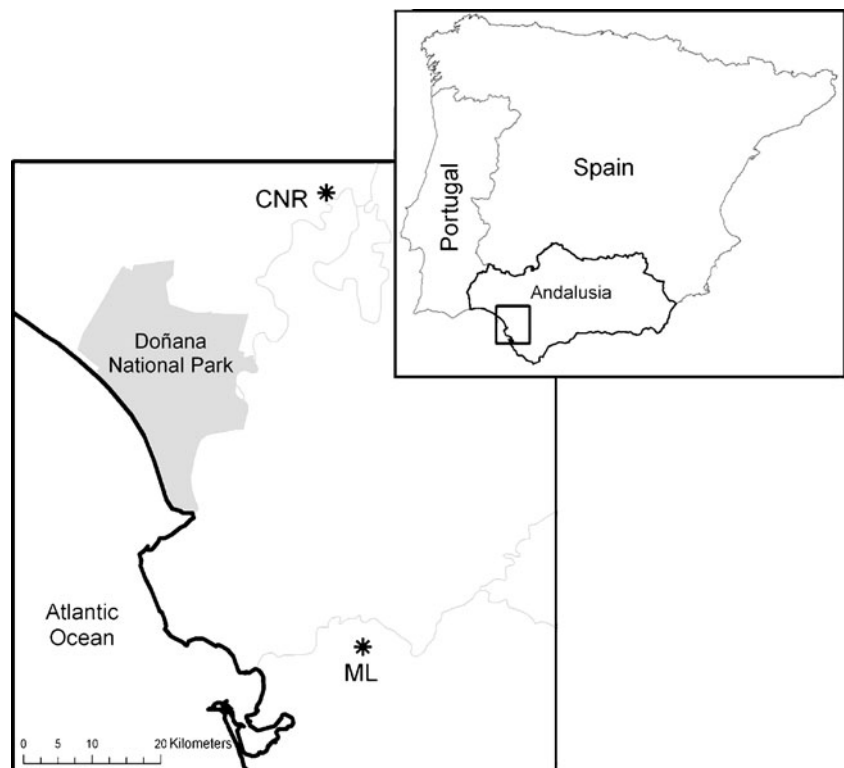 Portugal
Spain
Andalusia
CNR
Doñana
National Park
Atlantic
Ocean
ML
0 5 10 20 Kilometers